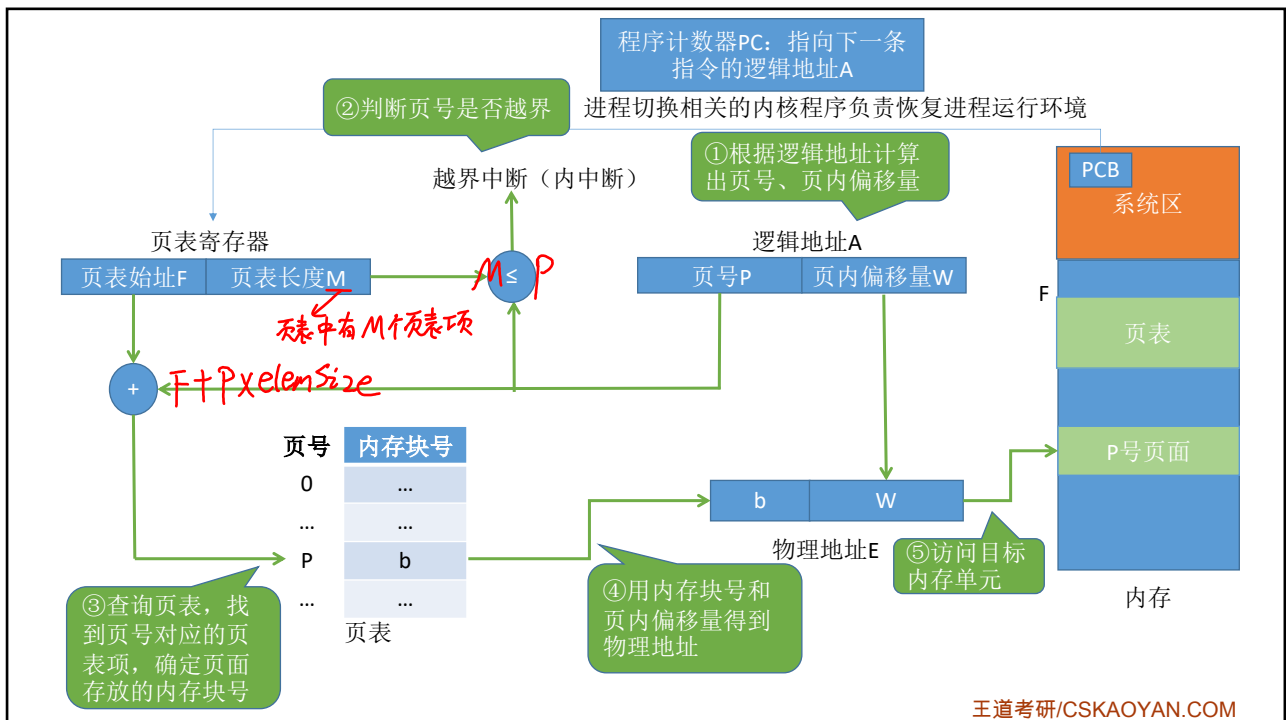 程序计数器PC：指向下一条
指令的逻辑地址A
②判断页号是否越界
进程切换相关的内核程序负责恢复进程运行环境
①根据逻辑地址计算
出页号、页内偏移量
PCB
系统区
越界中断（内中断）
页表寄存器
逻辑地址A
页表始址F
页表长度M
M
≤
P
页号P
页内偏移量W
F
页表
页表中有M个页表项
+
F+P×elemSize
页号
内存块号
P号页面
0
…
…
…
b
W
P
b
物理地址E
⑤访问目标
内存单元
…
…
页表
③查询页表，找
到页号对应的页
表项，确定页面
存放的内存块号
④用内存块号和
页内偏移量得到
物理地址
内存
王道考研/CSKAOYAN.COM